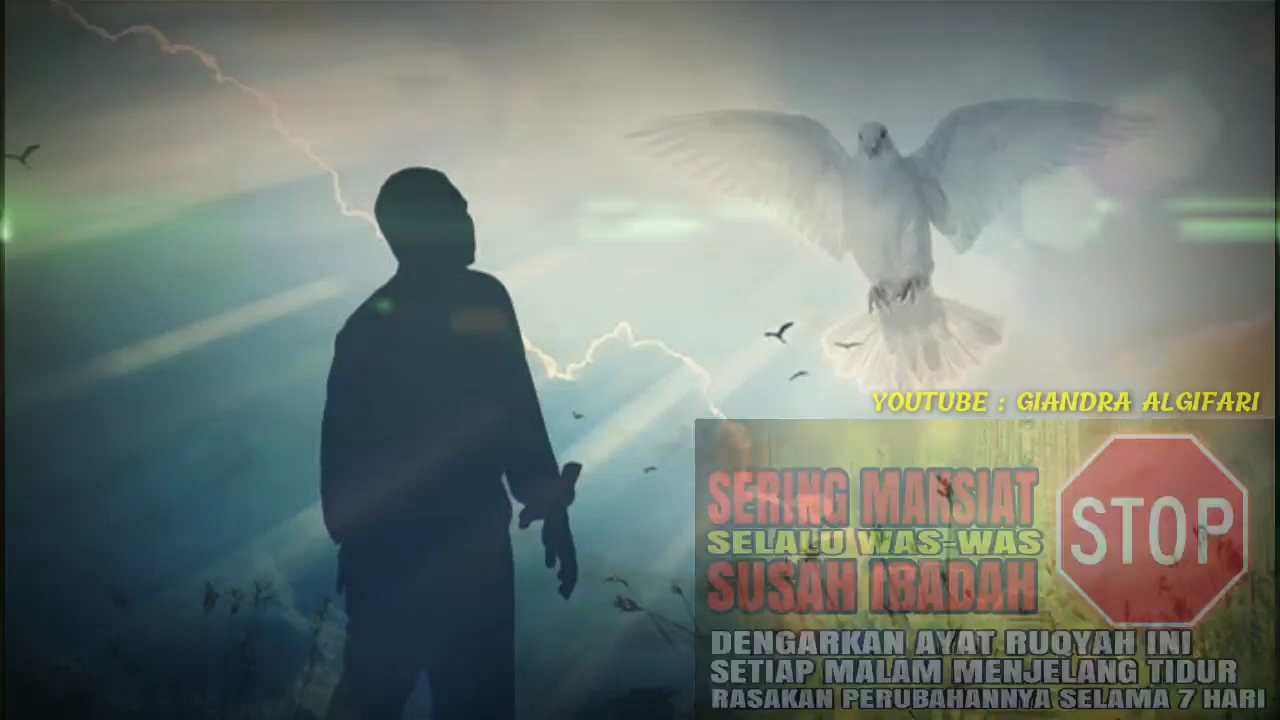 YOUTUBE : GIANDRA ALGIFARI
SERING MAKSIAT
SELALU WAS-WAS
SUSAH IBADAH
STOP
DENGARKAN AYAT RUQYAH INI
SETIAP MALAM MENJELANG TIDUR
RASAKAN PERUBAHANNYA SELAMA 7 HARI